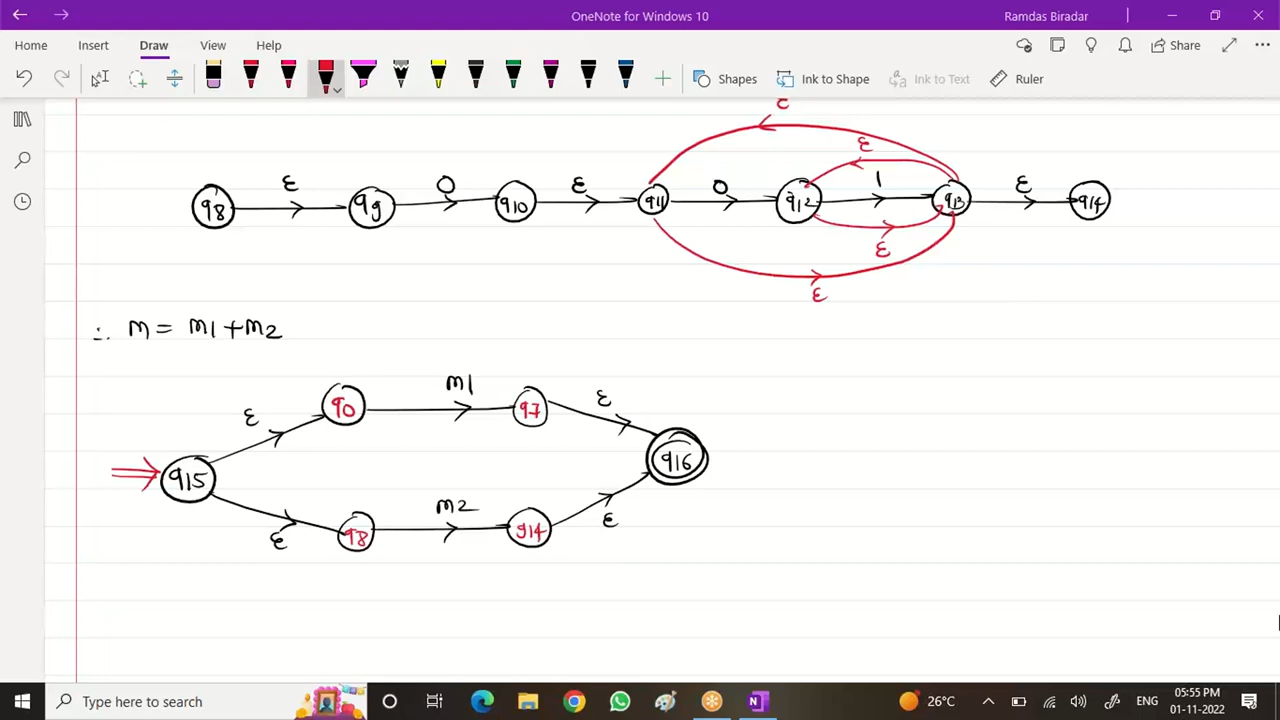 OneNote for Windows 10
Ramdas Biradar
Home Insert Draw View Help Share
Shapes Ink to Shape Ink to Text Ruler
ε
ε
ε 0 ε 0 1 ε
q8 q9 q10 q11 q12 q13 q14
ε
ε
∴ M = M1+M2
M1
ε q0 q7 ε
q15 q16
M2
ε q8 q14 ε
Type here to search
26°C ENG 05:55 PM
01-11-2022